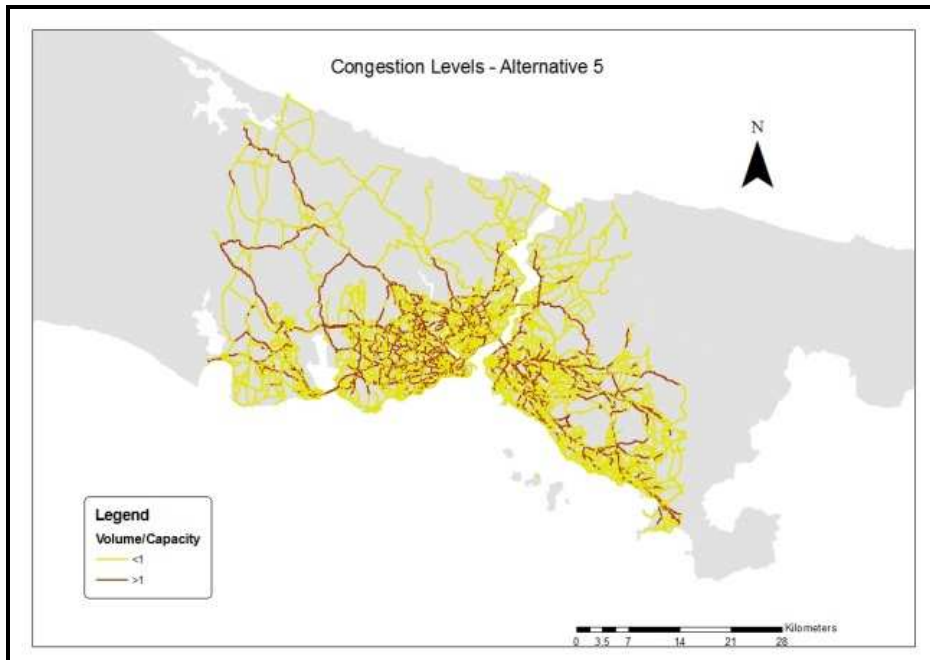 Congestion Levels - Alternative 5
N
Legend
Volume/Capacity
<1
>1
Kilometers
0 3.5 7 14 21 28